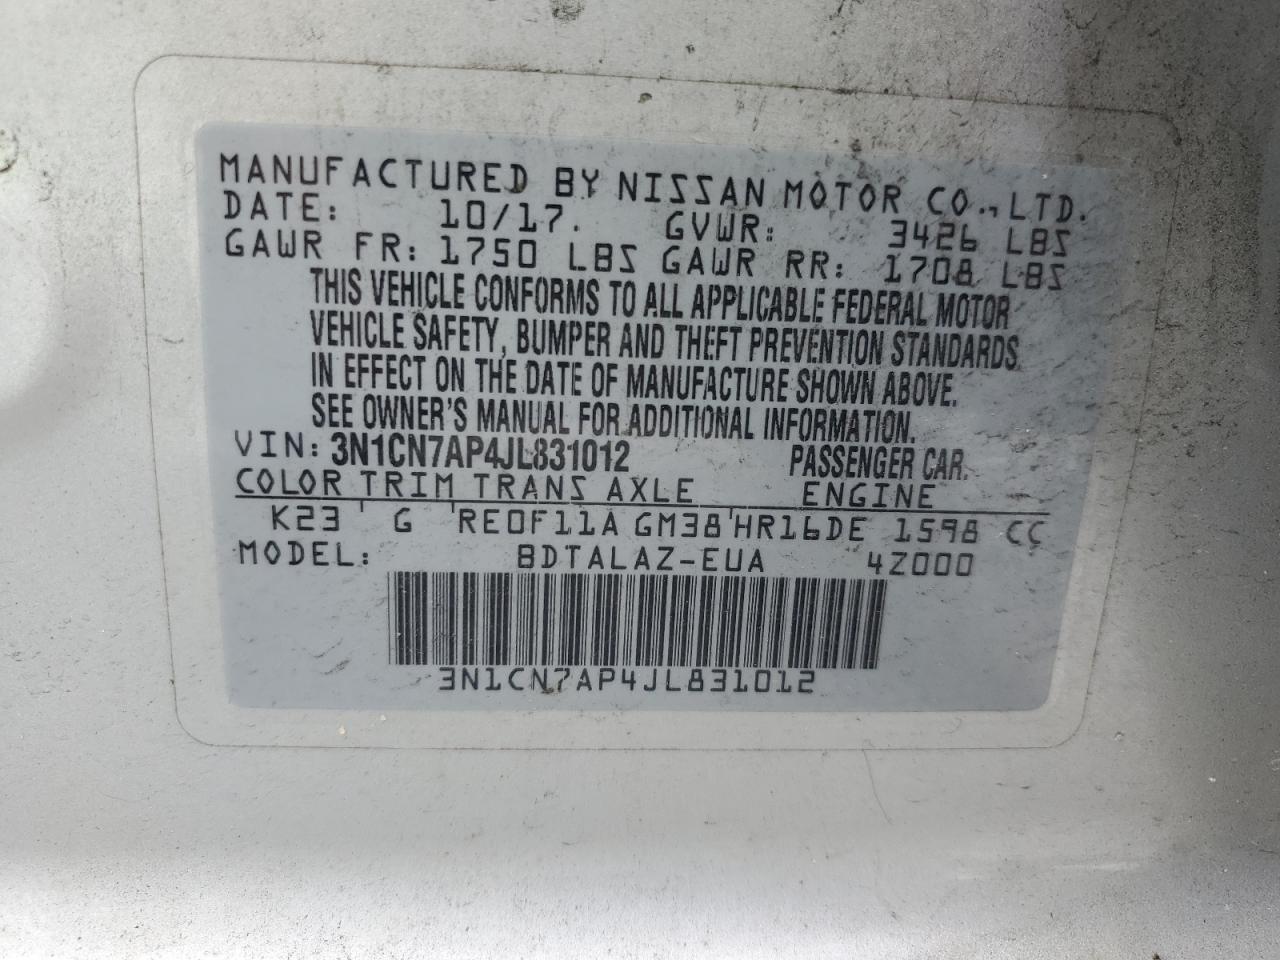 MANUFACTURED BY NISSAN MOTOR CO., LTD.
DATE: 10/17. GVWR: 3426 LBS
GAWR FR: 1750 LBS GAWR RR: 1708 LBS
THIS VEHICLE CONFORMS TO ALL APPLICABLE FEDERAL MOTOR
VEHICLE SAFETY, BUMPER AND THEFT PREVENTION STANDARDS
IN EFFECT ON THE DATE OF MANUFACTURE SHOWN ABOVE.
SEE OWNER'S MANUAL FOR ADDITIONAL INFORMATION.
VIN: 3N1CN7AP4JL831012 PASSENGER CAR
COLOR TRIM TRANS AXLE ENGINE
K23 ' G ' RE0F11A GM38 ' HR16DE 1598 CC
MODEL: BDTALAZ-EUA 4Z000
3N1CN7AP4JL831012